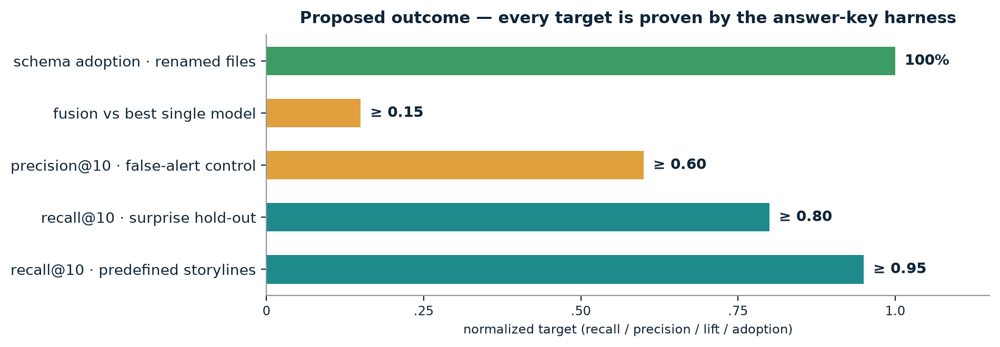 Proposed outcome — every target is proven by the answer-key harness
schema adoption · renamed files
100%
fusion vs best single model
≥ 0.15
precision@10 · false-alert control
≥ 0.60
recall@10 · surprise hold-out
≥ 0.80
recall@10 · predefined storylines
≥ 0.95
0 .25 .50 .75 1.0
normalized target (recall / precision / lift / adoption)